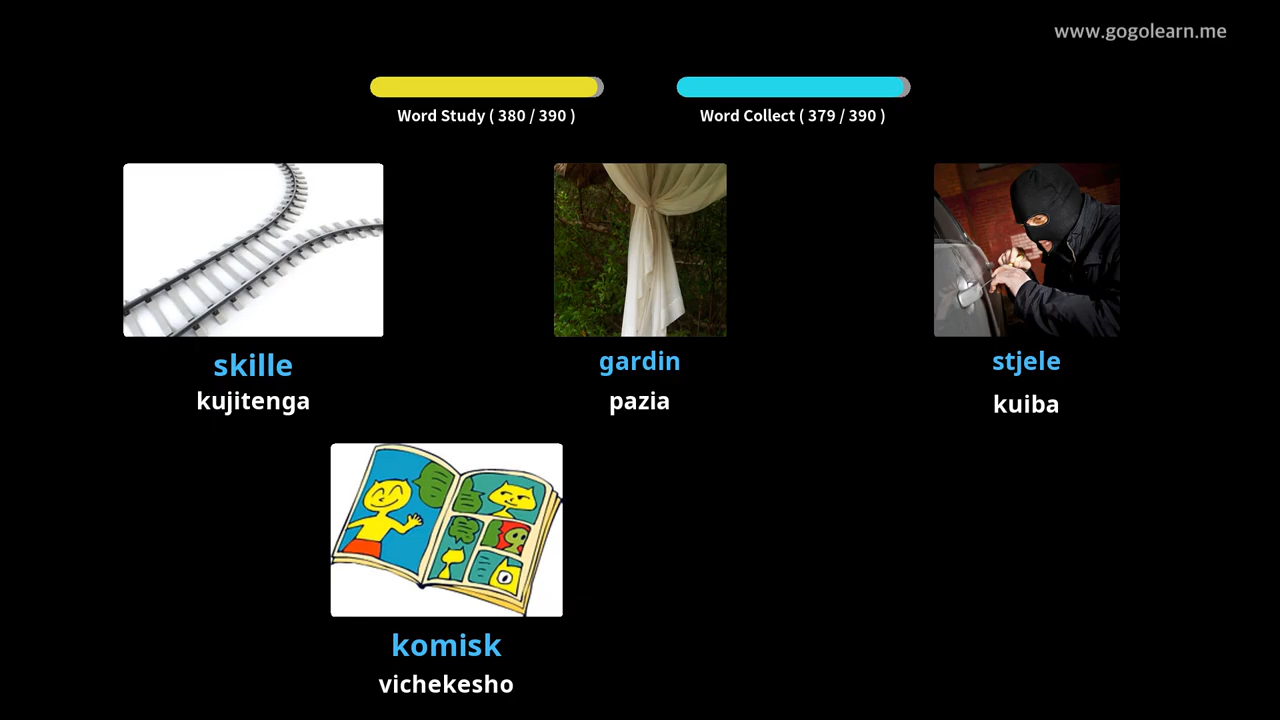 www.gogolearn.me
Word Study ( 380 / 390 )
Word Collect ( 379 / 390 )
skille
kujitenga
gardin
pazia
stjele
kuiba
komisk
vichekesho